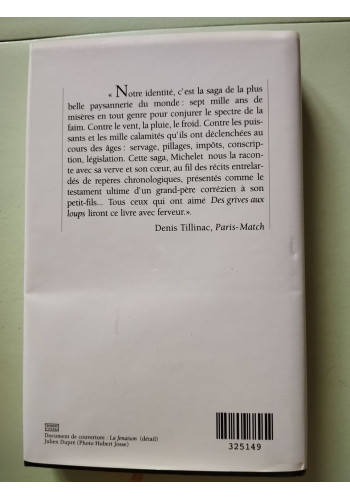 « Notre identité, c'est la saga de la plus
belle paysannerie du monde : sept mille ans de
misères en tout genre pour conjurer le spectre de la
faim. Contre le vent, la pluie, le froid. Contre les puis-
sants et les mille calamités qu'ils ont déclenchées au
cours des âges : servage, pillages, impôts, conscrip-
tion, législation. Cette saga, Michelet nous la racon-
te avec sa verve et son cœur, au fil des récits entrelar-
dés de repères chronologiques, présentés comme le
testament ultime d'un grand-père corrézien à son
petit-fils... Tous ceux qui ont aimé Des grives aux
loups liront ce livre avec ferveur.»
Denis Tillinac, Paris-Match
Document de couverture : La fenaison (détail)
Julien Dupré (Photo Hubert Josse)
325149